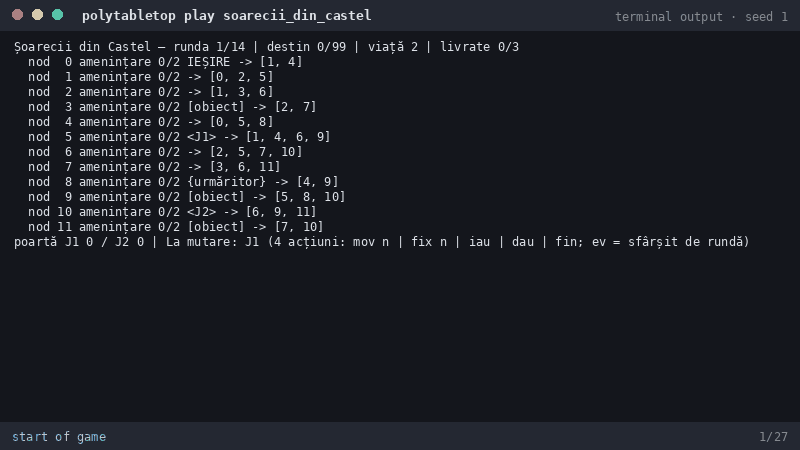 polytabletop play soarecii_din_castel
terminal output · seed 1
Șoarecii din Castel — runda 1/14 | destin 0/99 | viață 2 | livrate 0/3
nod  0 amenințare 0/2 IEȘIRE -> [1, 4]
nod  1 amenințare 0/2 -> [0, 2, 5]
nod  2 amenințare 0/2 -> [1, 3, 6]
nod  3 amenințare 0/2 [obiect] -> [2, 7]
nod  4 amenințare 0/2 -> [0, 5, 8]
nod  5 amenințare 0/2 <J1> -> [1, 4, 6, 9]
nod  6 amenințare 0/2 -> [2, 5, 7, 10]
nod  7 amenințare 0/2 -> [3, 6, 11]
nod  8 amenințare 0/2 {urmăritor} -> [4, 9]
nod  9 amenințare 0/2 [obiect] -> [5, 8, 10]
nod 10 amenințare 0/2 <J2> -> [6, 9, 11]
nod 11 amenințare 0/2 [obiect] -> [7, 10]
poartă J1 0 / J2 0 | La mutare: J1 (4 acțiuni: mov n | fix n | iau | dau | fin; ev = sfârșit de rundă)
start of game
1/27